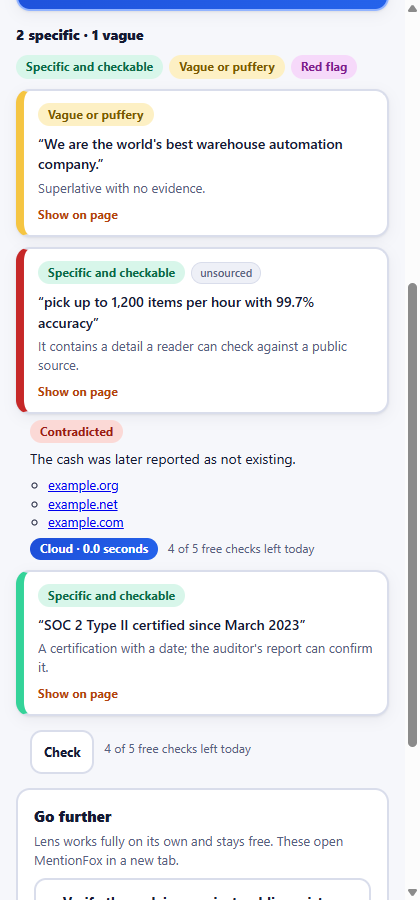 2 specific · 1 vague
Specific and checkable
Vague or puffery
Red flag
Vague or puffery
“We are the world's best warehouse automation
company.”
Superlative with no evidence.
Show on page
Specific and checkable
unsourced
“pick up to 1,200 items per hour with 99.7%
accuracy”
It contains a detail a reader can check against a public
source.
Show on page
Contradicted
The cash was later reported as not existing.
example.org
example.net
example.com
Cloud · 0.0 seconds
4 of 5 free checks left today
Specific and checkable
“SOC 2 Type II certified since March 2023”
A certification with a date; the auditor's report can confirm
it.
Show on page
Check
4 of 5 free checks left today
Go further
Lens works fully on its own and stays free. These open
MentionFox in a new tab.